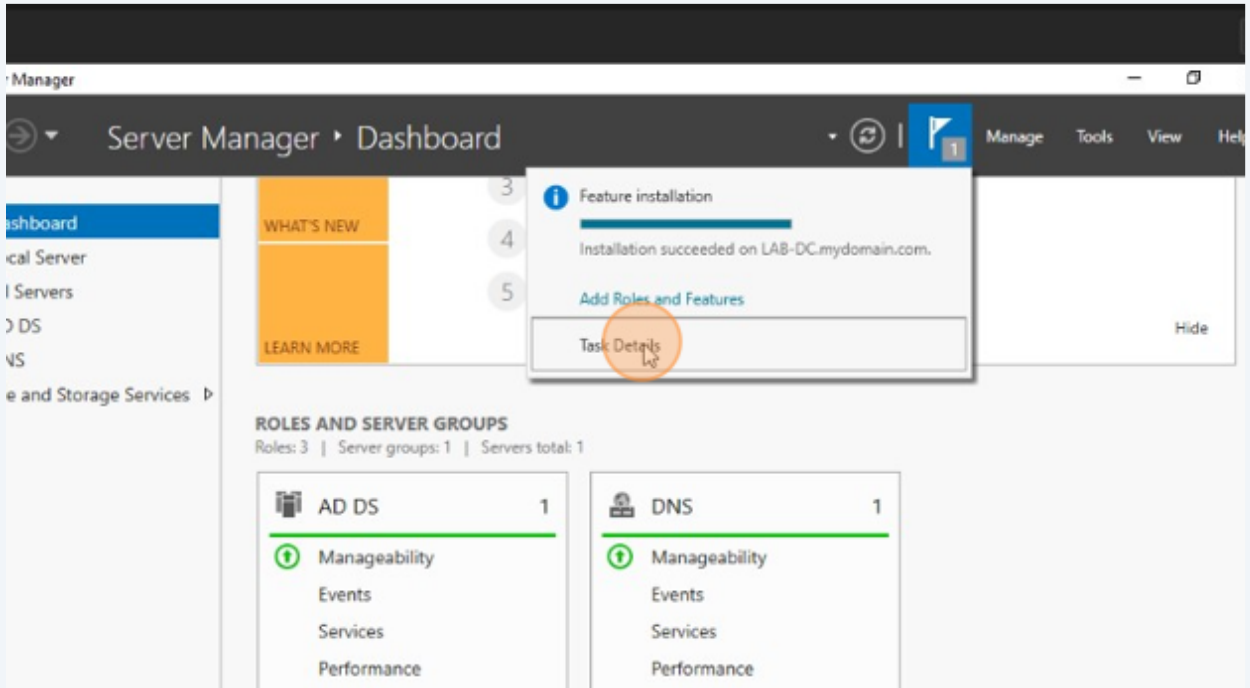 r Manager
Server Manager ‣ Dashboard
1
Manage
Tools
View
Help
ashboard
cal Server
l Servers
D DS
NS
e and Storage Services
WHAT'S NEW
LEARN MORE
3
4
5
Feature installation
Installation succeeded on LAB-DC.mydomain.com.
Add Roles and Features
Task Details
Hide
ROLES AND SERVER GROUPS
Roles: 3 | Server groups: 1 | Servers total: 1
AD DS 1
Manageability
Events
Services
Performance
DNS 1
Manageability
Events
Services
Performance